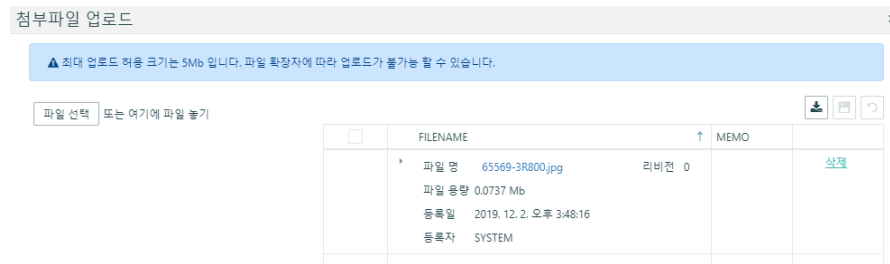 첨부파일 업로드
최대 업로드 허용 크기는 5Mb 입니다. 파일 확장자에 따라 업로드가 불가능 할 수 있습니다.
파일 선택 또는 여기에 파일 놓기
FILENAME ↑ MEMO
파일 명 65569-3R800.jpg 리비전 0 삭제
파일 용량 0.0737 Mb
등록일 2019. 12. 2. 오후 3:48:16
등록자 SYSTEM